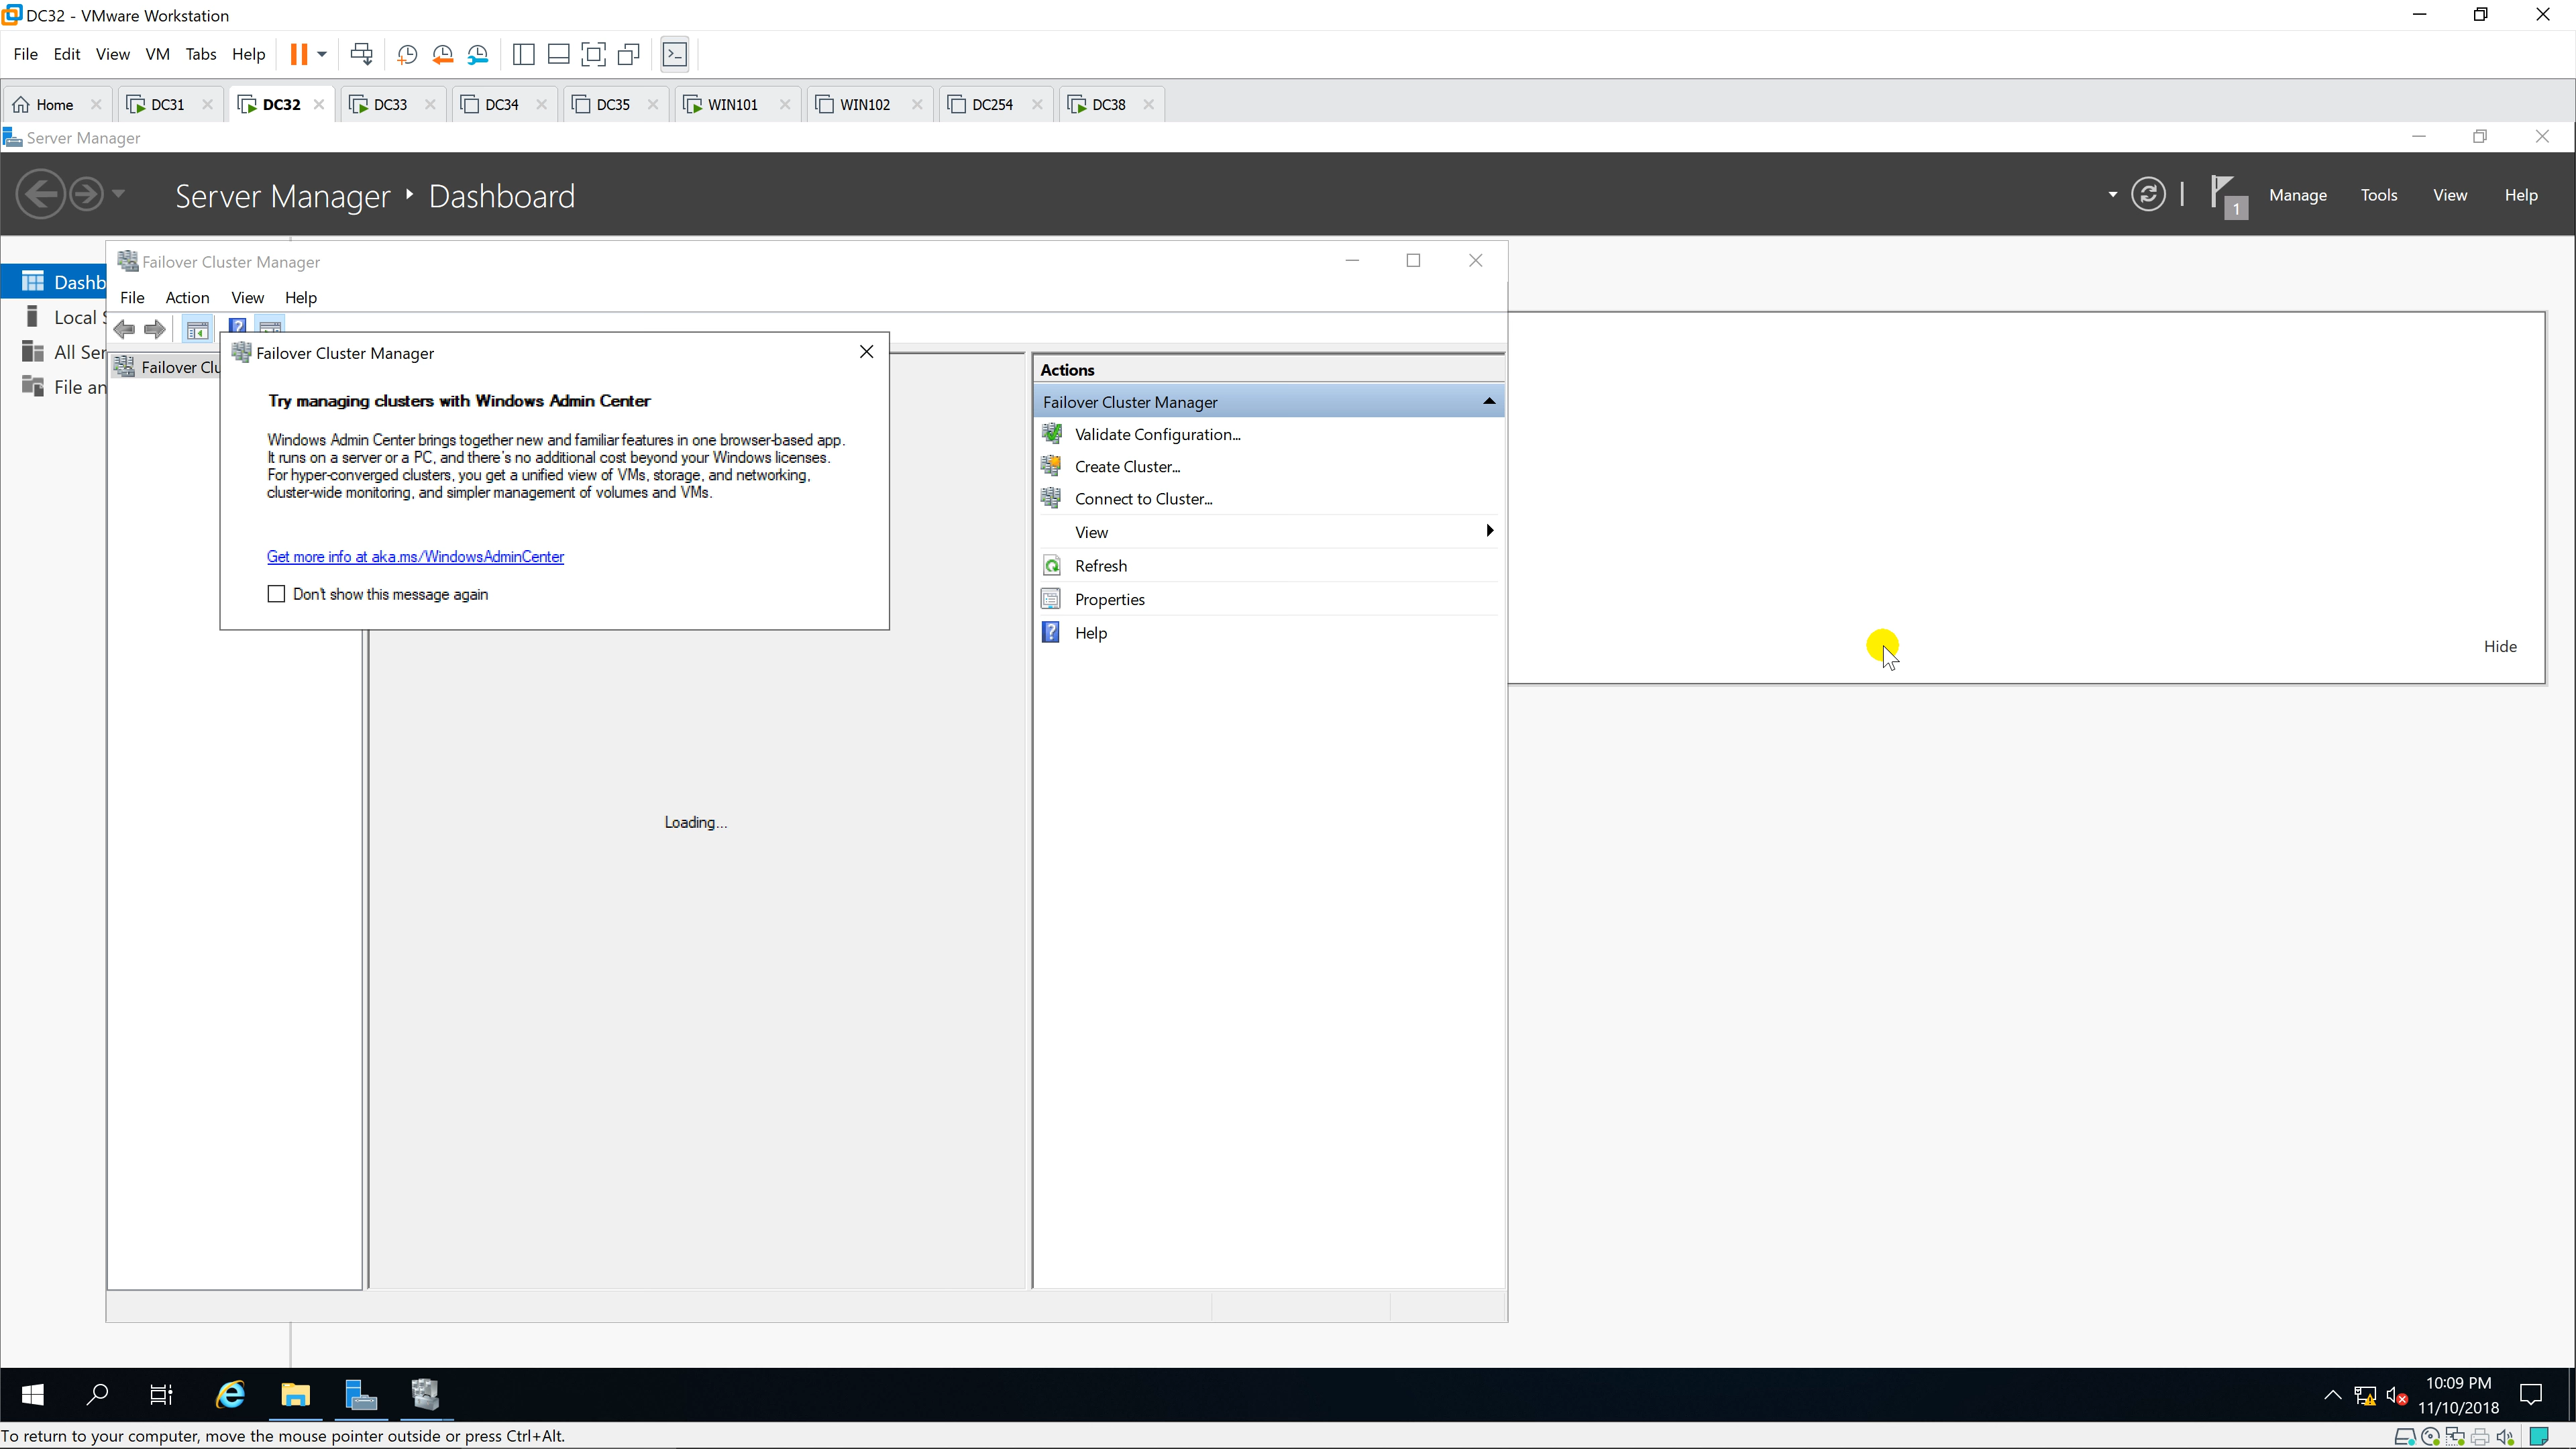 DC32 - VMware Workstation
File Edit View VM Tabs Help
Home DC31 DC32 DC33 DC34 DC35 WIN101 WIN102 DC254 DC38
Server Manager
Server Manager Dashboard
1 Manage Tools View Help
Failover Cluster Manager
File Action View Help
Dashb
Local S
All Ser
File an
Failover Clu
Failover Cluster Manager
Try managing clusters with Windows Admin Center
Windows Admin Center brings together new and familiar features in one browser-based app.
It runs on a server or a PC, and there's no additional cost beyond your Windows licenses.
For hyper-converged clusters, you get a unified view of VMs, storage, and networking,
cluster-wide monitoring, and simpler management of volumes and VMs.
Get more info at aka.ms/WindowsAdminCenter
Don't show this message again
Loading...
Actions
Failover Cluster Manager
Validate Configuration...
Create Cluster...
Connect to Cluster...
View
Refresh
Properties
Help
Hide
10:09 PM
11/10/2018
To return to your computer, move the mouse pointer outside or press Ctrl+Alt.